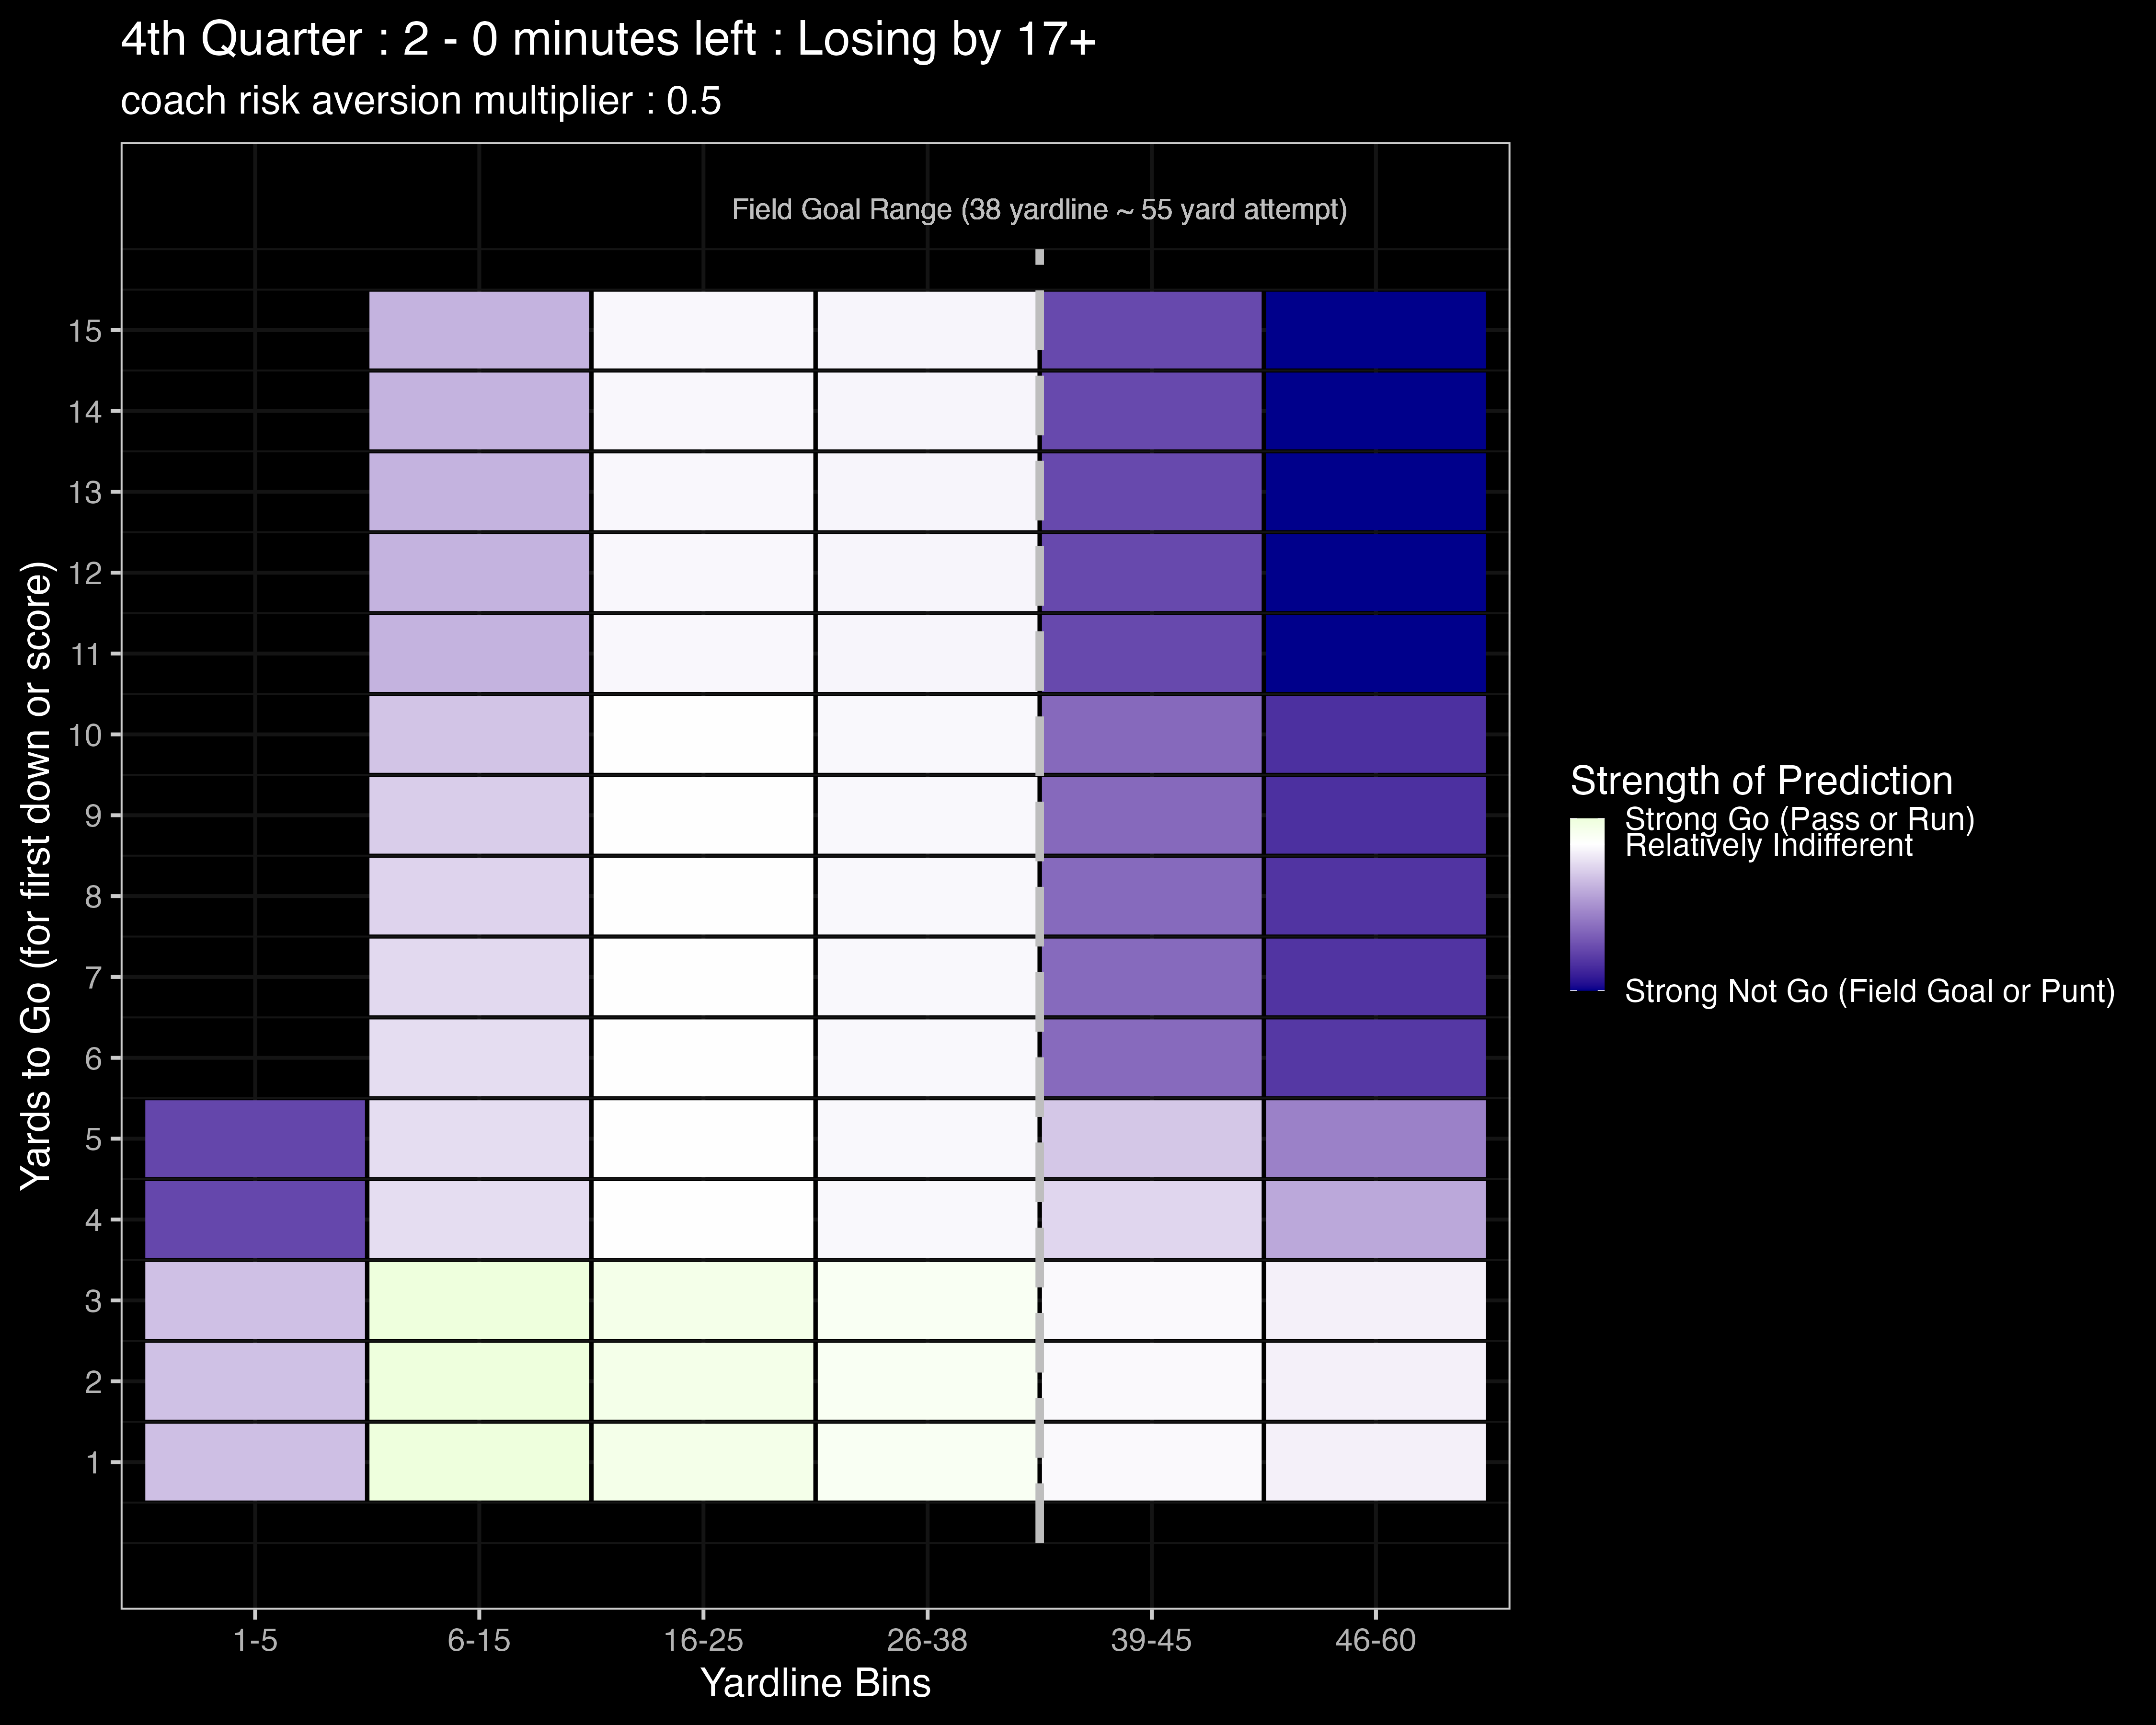 4th Quarter : 2 - 0 minutes left : Losing by 17+
coach risk aversion multiplier : 0.5
Field Goal Range (38 yardline ~ 55 yard attempt)
Yards to Go (for first down or score)
15
14
13
12
11
10
9
8
7
6
5
4
3
2
1
1-5
6-15
16-25
26-38
39-45
46-60
Yardline Bins
Strength of Prediction
Strong Go (Pass or Run)
Relatively Indifferent
Strong Not Go (Field Goal or Punt)